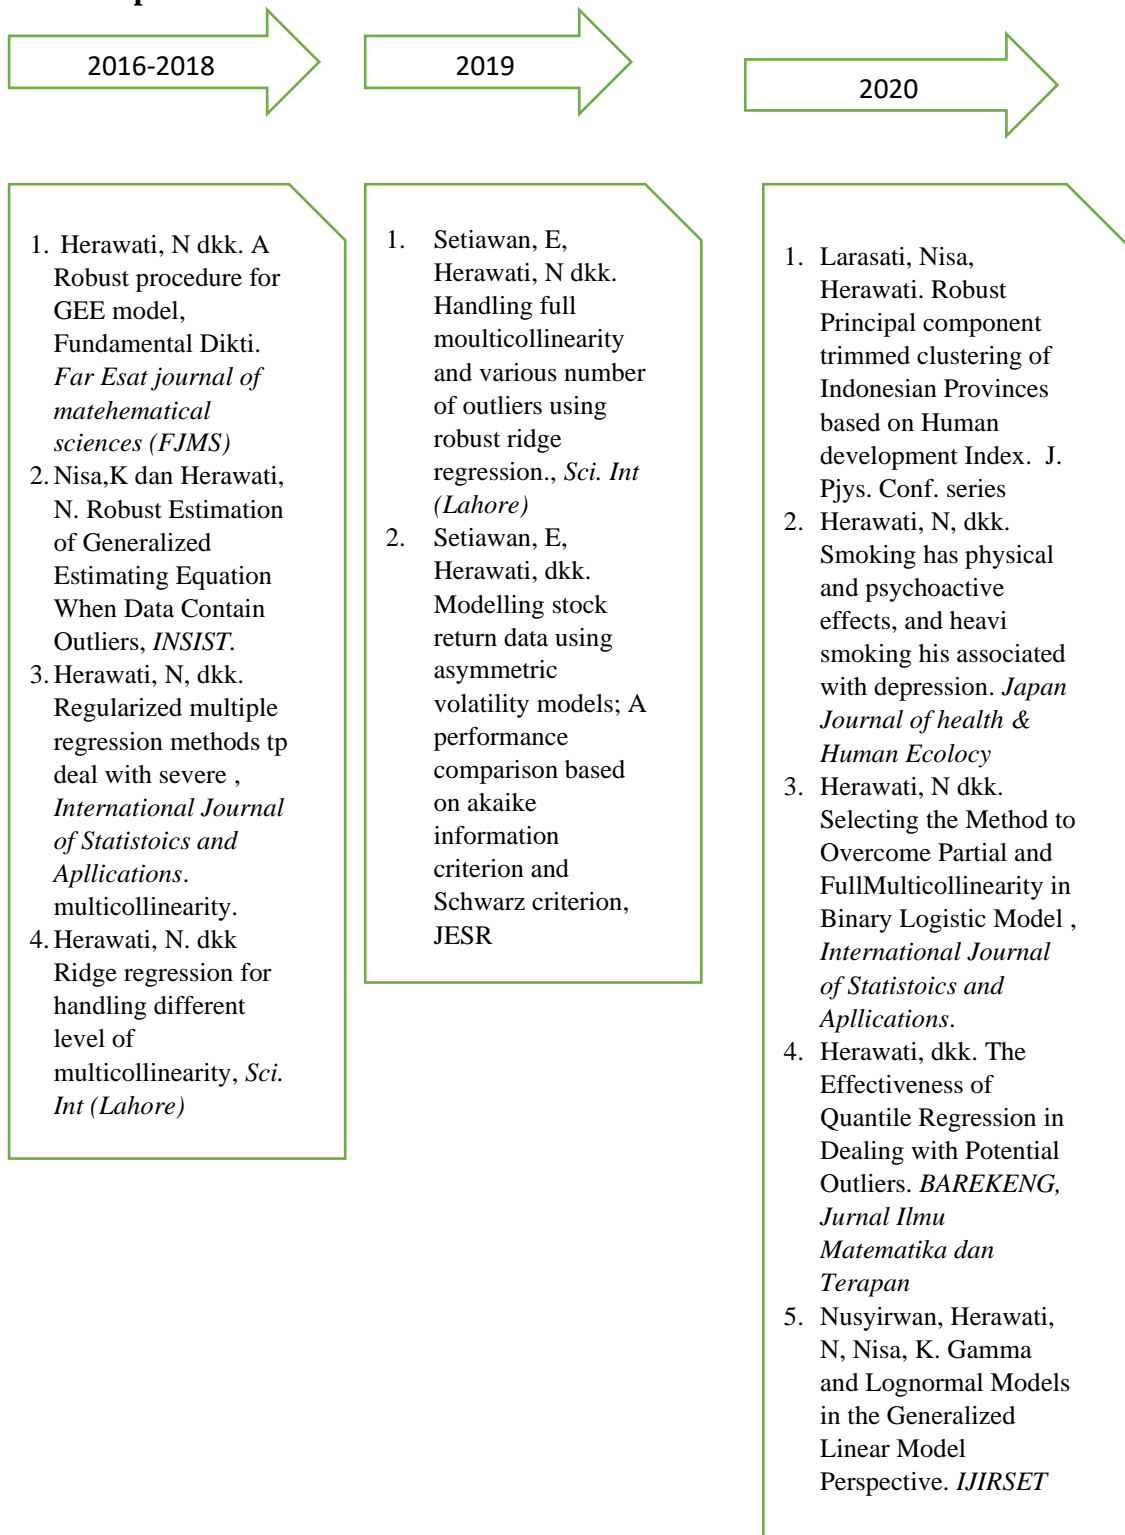 2016-2018
1. Herawati, N dkk. A
Robust procedure for
GEE model,
Fundamental Dikti.
Far Esat journal of
matehematical
sciences (FJMS)
2. Nisa,K dan Herawati,
N. Robust Estimation
of Generalized
Estimating Equation
When Data Contain
Outliers, INSIST.
3. Herawati, N, dkk.
Regularized multiple
regression methods tp
deal with severe ,
International Journal
of Statistoics and
Apllications.
multicollinearity.
4. Herawati, N. dkk
Ridge regression for
handling different
level of
multicollinearity, Sci.
Int (Lahore)
2019
1. Setiawan, E,
Herawati, N dkk.
Handling full
moulticollinearity
and various number
of outliers using
robust ridge
regression., Sci. Int
(Lahore)
2. Setiawan, E,
Herawati, dkk.
Modelling stock
return data using
asymmetric
volatility models; A
performance
comparison based
on akaike
information
criterion and
Schwarz criterion,
JESR
2020
1. Larasati, Nisa,
Herawati. Robust
Principal component
trimmed clustering of
Indonesian Provinces
based on Human
development Index. J.
Pjys. Conf. series
2. Herawati, N, dkk.
Smoking has physical
and psychoactive
effects, and heavi
smoking his associated
with depression. Japan
Journal of health &
Human Ecolocy
3. Herawati, N dkk.
Selecting the Method to
Overcome Partial and
FullMulticollinearity in
Binary Logistic Model ,
International Journal
of Statistoics and
Apllications.
4. Herawati, dkk. The
Effectiveness of
Quantile Regression in
Dealing with Potential
Outliers. BAREKENG,
Jurnal Ilmu
Matematika dan
Terapan
5. Nusyirwan, Herawati,
N, Nisa, K. Gamma
and Lognormal Models
in the Generalized
Linear Model
Perspective. IJIRSET